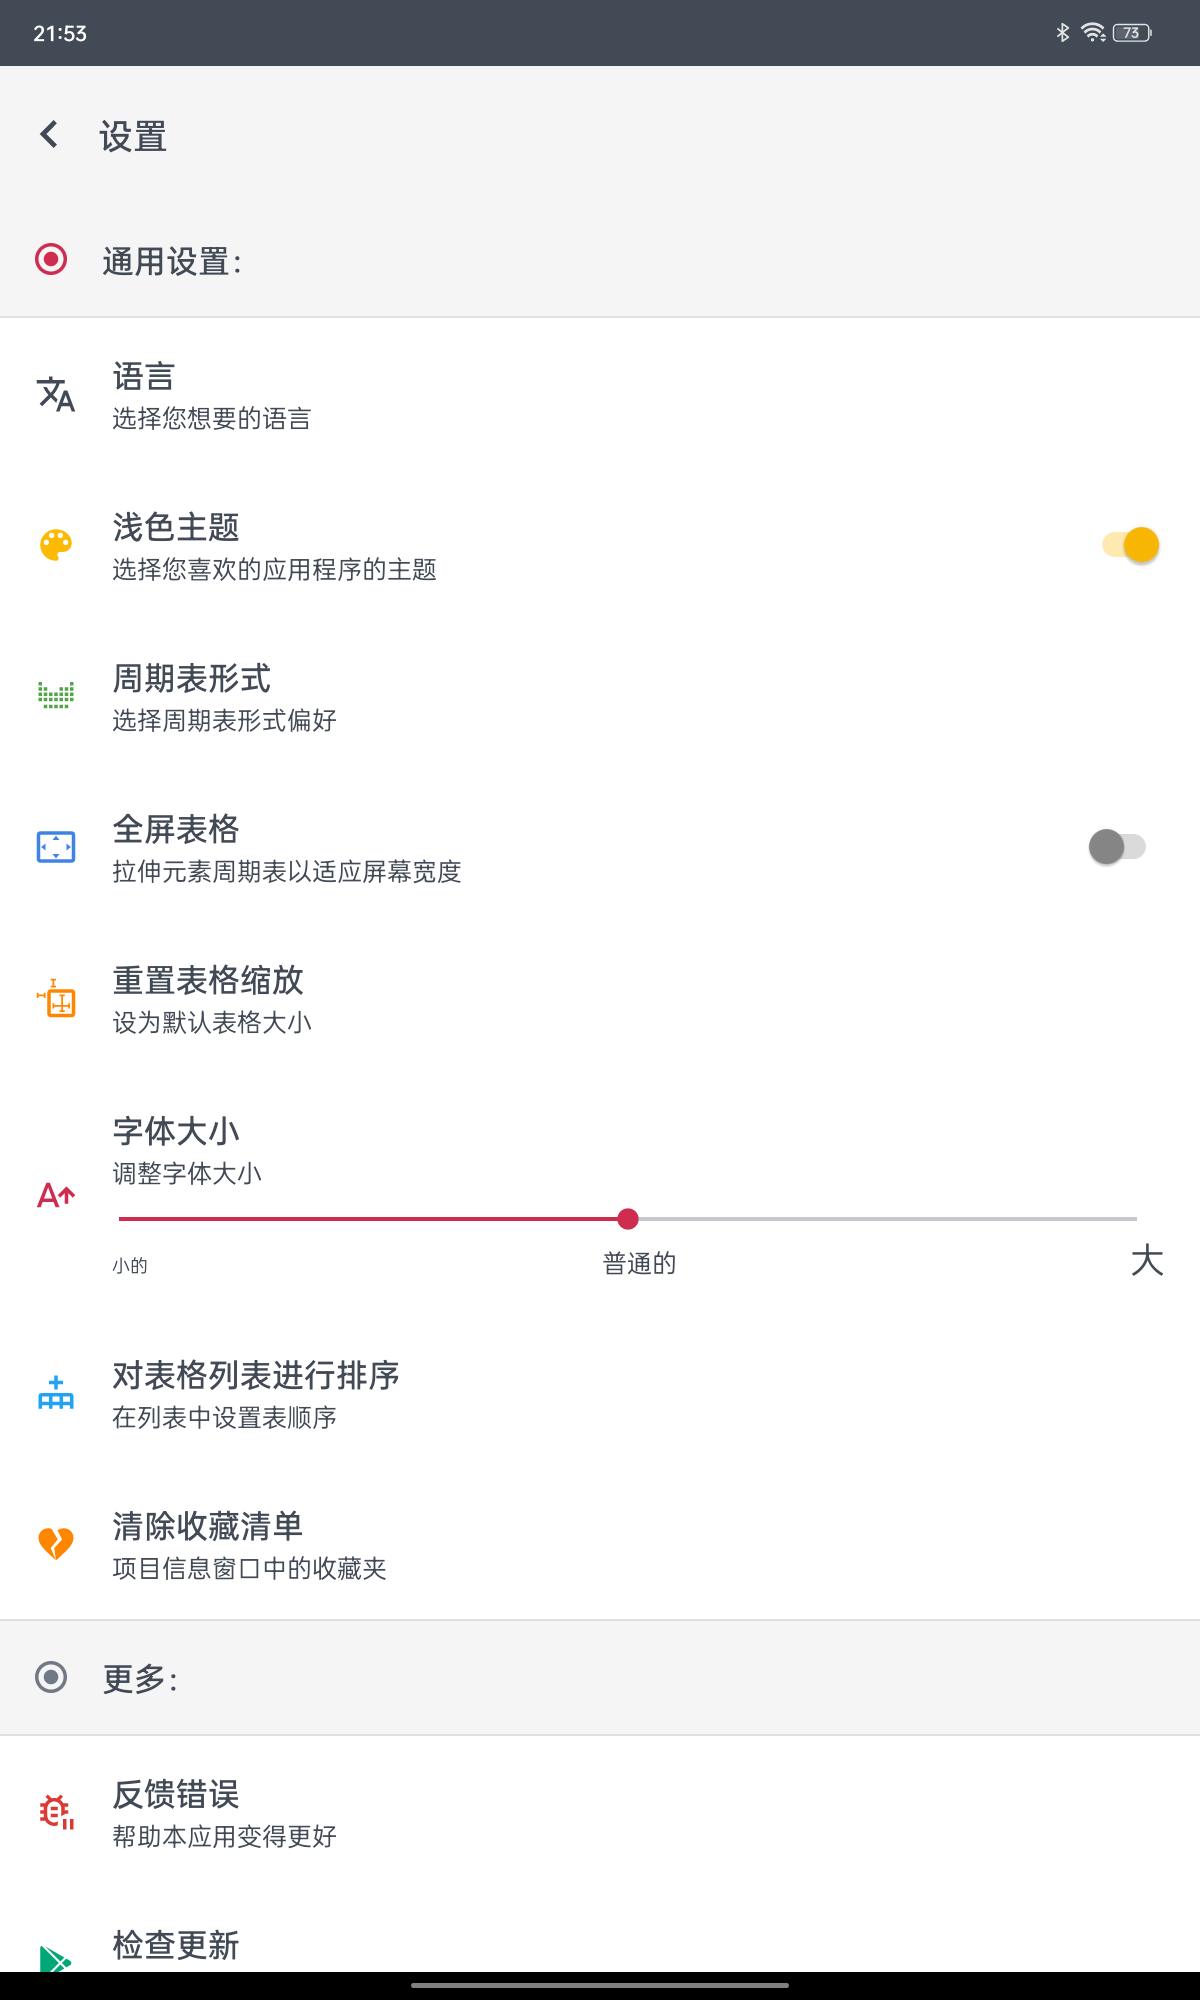 21:53
73
设置
通用设置：
语言
选择您想要的语言
浅色主题
选择您喜欢的应用程序的主题
周期表形式
选择周期表形式偏好
全屏表格
拉伸元素周期表以适应屏幕宽度
重置表格缩放
设为默认表格大小
字体大小
调整字体大小
小的
普通的
大
对表格列表进行排序
在列表中设置表顺序
清除收藏清单
项目信息窗口中的收藏夹
更多：
反馈错误
帮助本应用变得更好
检查更新